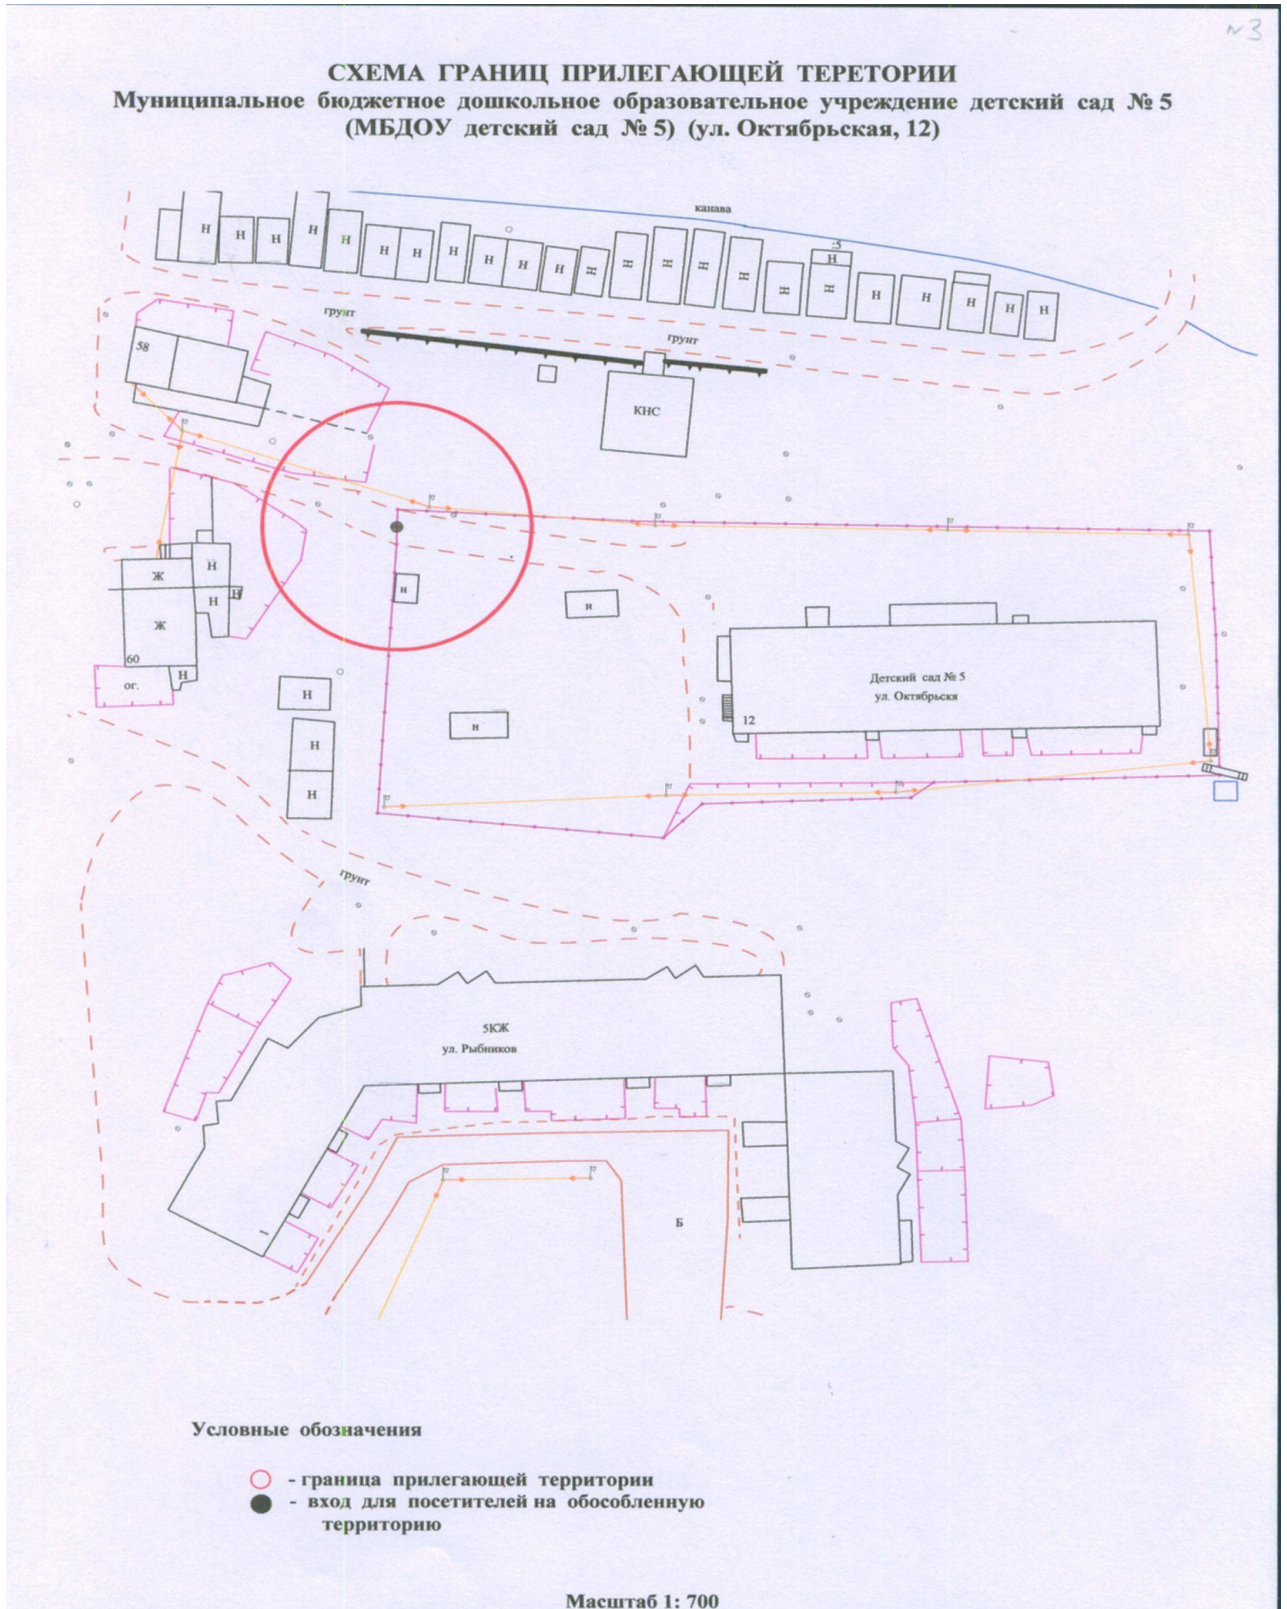 №3
СХЕМА ГРАНИЦ ПРИЛЕГАЮЩЕЙ ТЕРЕТОРИИ
Муниципальное бюджетное дошкольное образовательное учреждение детский сад № 5
(МБДОУ детский сад № 5) (ул. Октябрьская, 12)
канава
:5
Н Н Н Н Н Н Н Н Н Н Н Н Н Н Н Н Н Н Н Н Н Н Н
грунт
грунт
58
КНС
Ж Н
Н Н
Ж
60
Н
ог.
н
н
н
Н
Н
Н
Детский сад № 5
ул. Октябрьскя
12
грунт
5КЖ
ул. Рыбников
1
Б
Условные обозначения
- граница прилегающей территории
- вход для посетителей на обособленную
территорию
Масштаб 1: 700